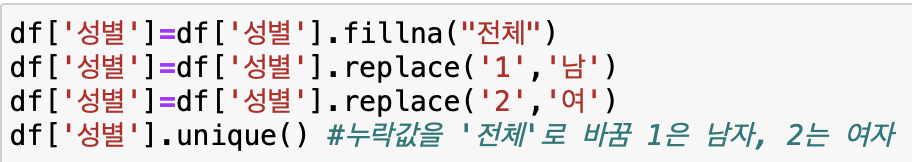 df['성별']=df['성별'].fillna("전체")
df['성별']=df['성별'].replace('1','남')
df['성별']=df['성별'].replace('2','여')
df['성별'].unique() #누락값을 '전체'로 바꿈 1은 남자, 2는 여자